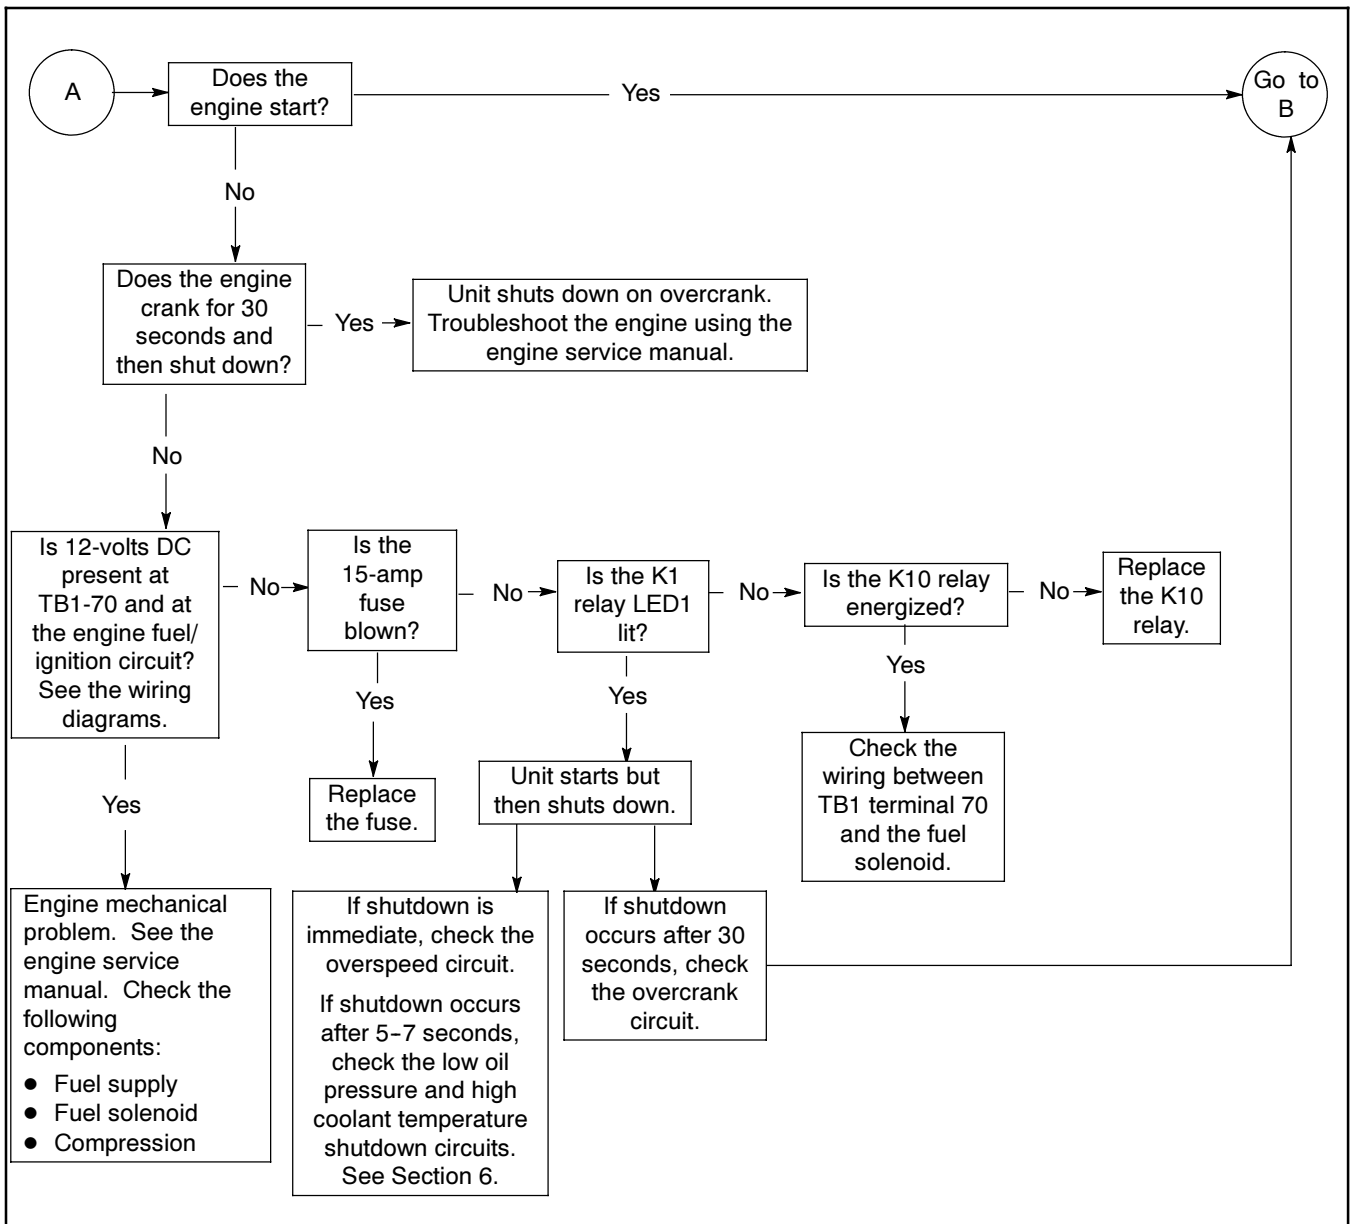 A
Does the
engine start?
Yes
Go to
B
No
Does the engine
crank for 30
seconds and
then shut down?
Yes
Unit shuts down on overcrank.
Troubleshoot the engine using the
engine service manual.
No
Is 12-volts DC
present at
TB1-70 and at
the engine fuel/
ignition circuit?
See the wiring
diagrams.
No
Is the
15-amp
fuse
blown?
No
Is the K1
relay LED1
lit?
No
Is the K10 relay
energized?
No
Replace
the K10
relay.
Yes
Yes
Yes
Yes
Replace
the fuse.
Unit starts but
then shuts down.
Check the
wiring between
TB1 terminal 70
and the fuel
solenoid.
Engine mechanical
problem. See the
engine service
manual. Check the
following
components:
● Fuel supply
● Fuel solenoid
● Compression
If shutdown is
immediate, check the
overspeed circuit.
If shutdown occurs
after 5-7 seconds,
check the low oil
pressure and high
coolant temperature
shutdown circuits.
See Section 6.
If shutdown
occurs after 30
seconds, check
the overcrank
circuit.